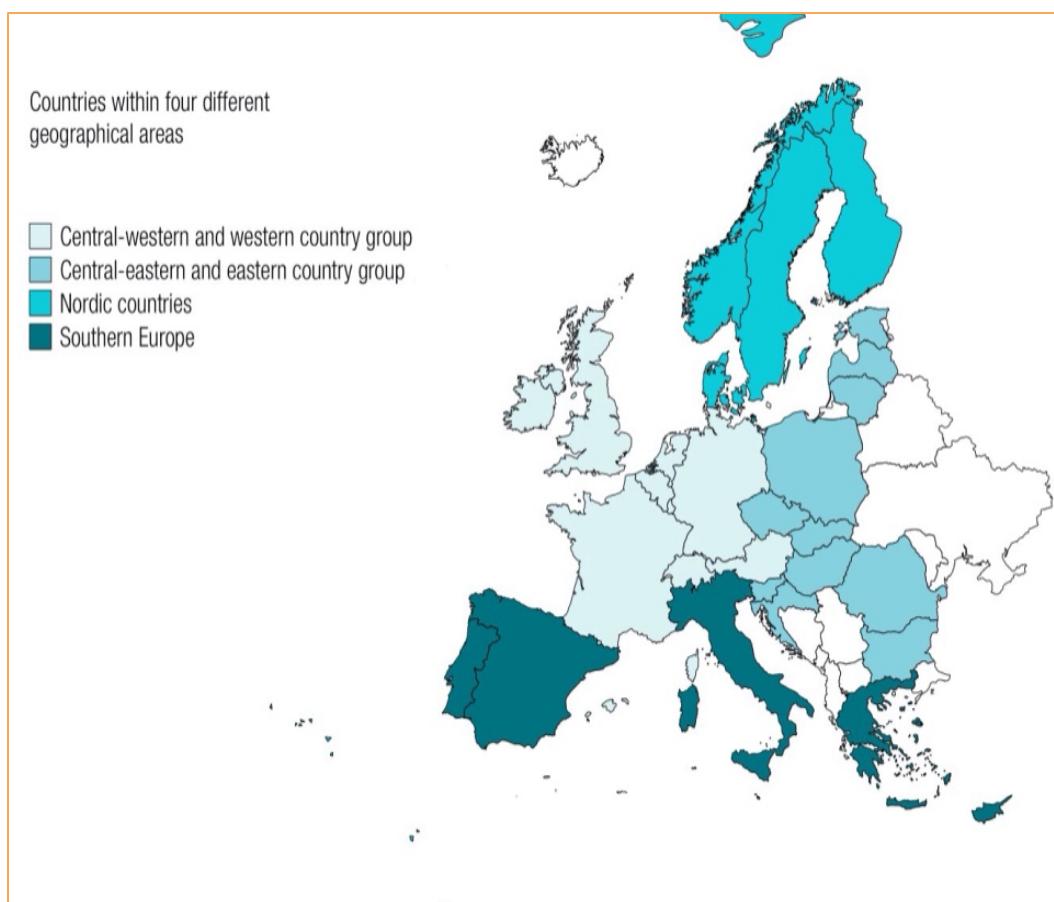 Countries within four different
geographical areas
Central-western and western country group
Central-eastern and eastern country group
Nordic countries
Southern Europe